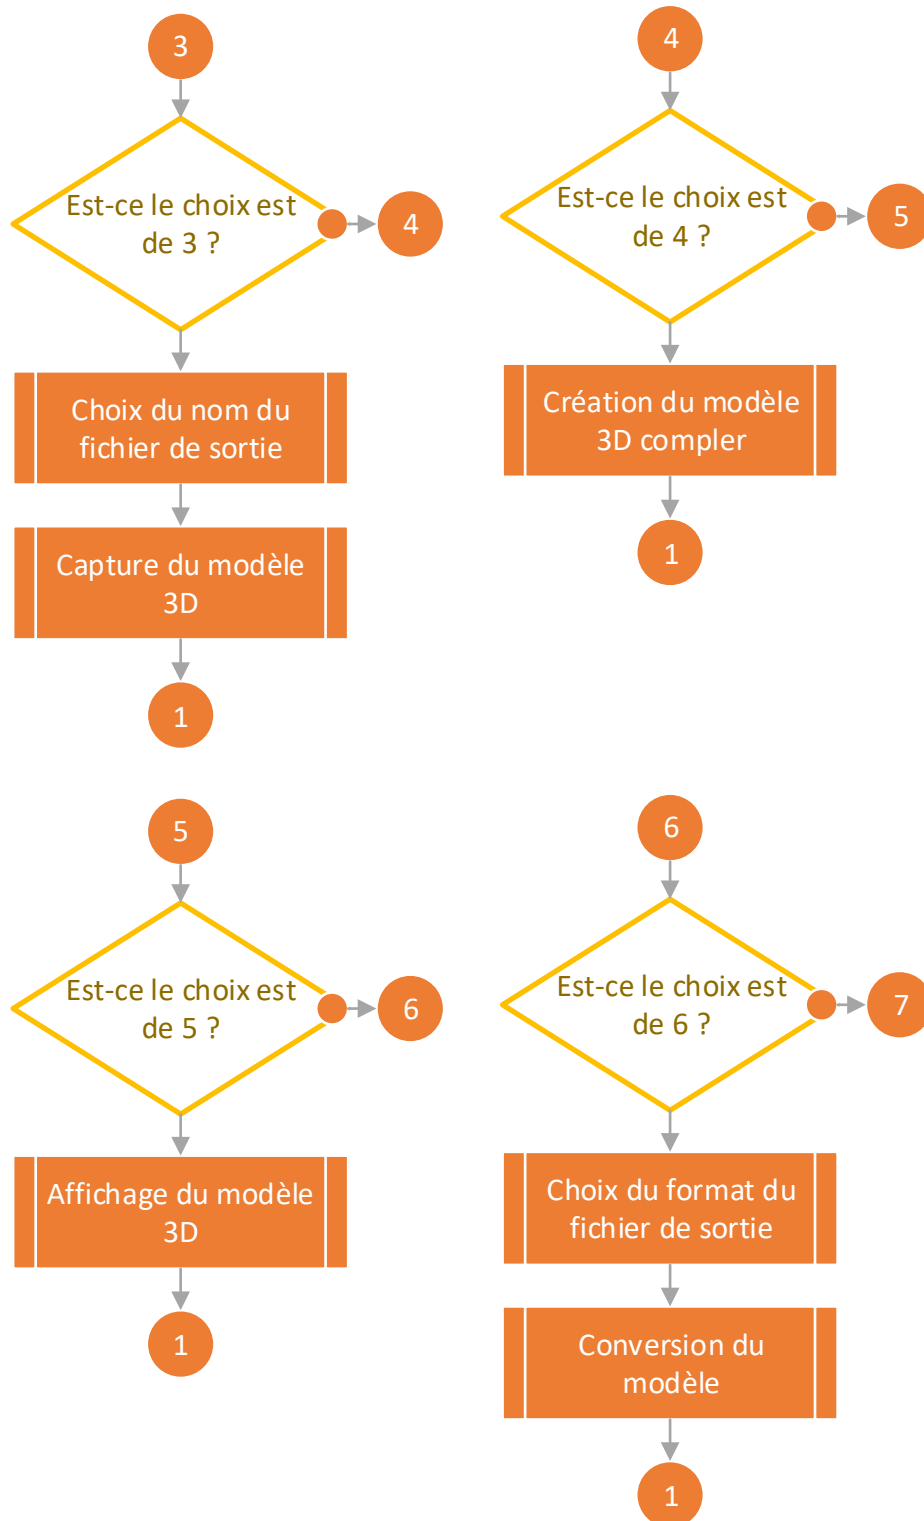 3
Est-ce le choix est
de 3 ?
4
Choix du nom du
fichier de sortie
Capture du modèle
3D
1
4
Est-ce le choix est
de 4 ?
5
Création du modèle
3D compler
1
5
Est-ce le choix est
de 5 ?
6
Affichage du modèle
3D
1
6
Est-ce le choix est
de 6 ?
7
Choix du format du
fichier de sortie
Conversion du
modèle
1